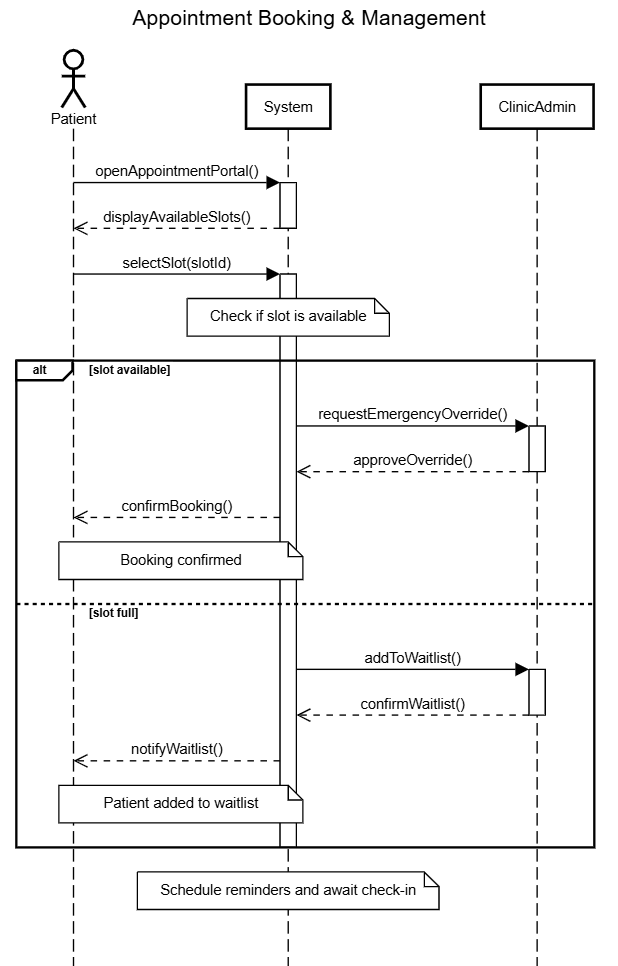 Appointment Booking & Management
Patient
System
ClinicAdmin
openAppointmentPortal()
displayAvailableSlots()
selectSlot(slotId)
Check if slot is available
alt
[slot available]
requestEmergencyOverride()
approveOverride()
confirmBooking()
Booking confirmed
[slot full]
addToWaitlist()
confirmWaitlist()
notifyWaitlist()
Patient added to waitlist
Schedule reminders and await check-in